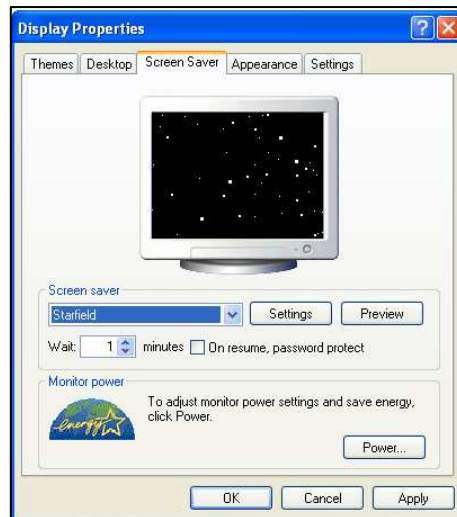 Display Properties
Themes Desktop Screen Saver Appearance Settings
Screen saver
Starfield Settings Preview
Wait: 1 minutes On resume, password protect
Monitor power
To adjust monitor power settings and save energy,
click Power.
energy
Power...
OK Cancel Apply